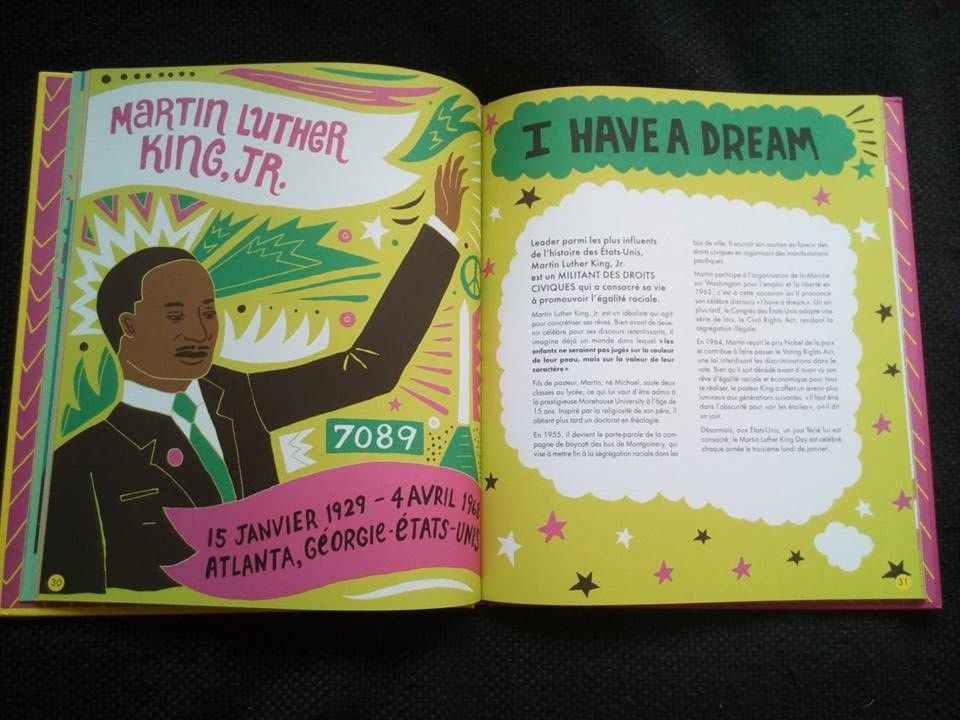 MARTIN LUTHER
KING, JR.
7089
15 JANVIER 1929 – 4 AVRIL 1968
ATLANTA, GÉORGIE-ÉTATS-UNIS
30
I HAVE A DREAM
Leader parmi les plus influents
de l'histoire des États-Unis,
Martin Luther King, Jr.
est un MILITANT DES DROITS
CIVIQUES qui a consacré sa vie
à promouvoir l'égalité raciale.
Martin Luther King, Jr. est un idéaliste qui agit
pour concrétiser ses rêves. Bien avant de deve-
nir célèbre pour ses discours retentissants, il
imagine déjà un monde dans lequel « les
enfants ne seraient pas jugés sur la couleur
de leur peau, mais sur la valeur de leur
caractère »
Fils de pasteur, Martin, né Michael, saute deux
classes au lycée, ce qui lui vaut d'être admis à
la prestigieuse Morehouse University à l'âge de
15 ans. Inspiré par la religiosité de son père, il
obtient plus tard un doctorat en théologie.
En 1955, il devient le porte-parole de la cam-
pagne de boycott des bus de Montgomery, qui
vise à mettre fin à la ségrégation raciale dans les
bus de ville. Il accroît son soutien en faveur des
droits civiques en organisant des manifestations
pacifiques.
Martin participe à l'organisation de la Marche
sur Washington pour l'emploi et la liberté en
1963 ; c'est à cette occasion qu'il prononce
son célèbre discours « I have a dream ». Un an
plus tard, le Congrès des États-Unis adopte une
série de lois, le Civil Rights Act, rendant la
ségrégation illégale.
En 1964, Martin reçoit le prix Nobel de la paix
et contribue à faire passer le Voting Rights Act,
une loi interdisant les discriminations dans le
vote. Bien qu'il soit décédé avant d'avoir vu son
rêve d'égalité raciale et économique pour tous
se réaliser, le pasteur King a offert un avenir plus
lumineux aux générations suivantes. « Il faut être
dans l'obscurité pour voir les étoiles », a-t-il dit
un jour.
Désormais, aux États-Unis, un jour férié lui est
consacré : le Martin Luther King Day est célébré
chaque année le troisième lundi de janvier.
31